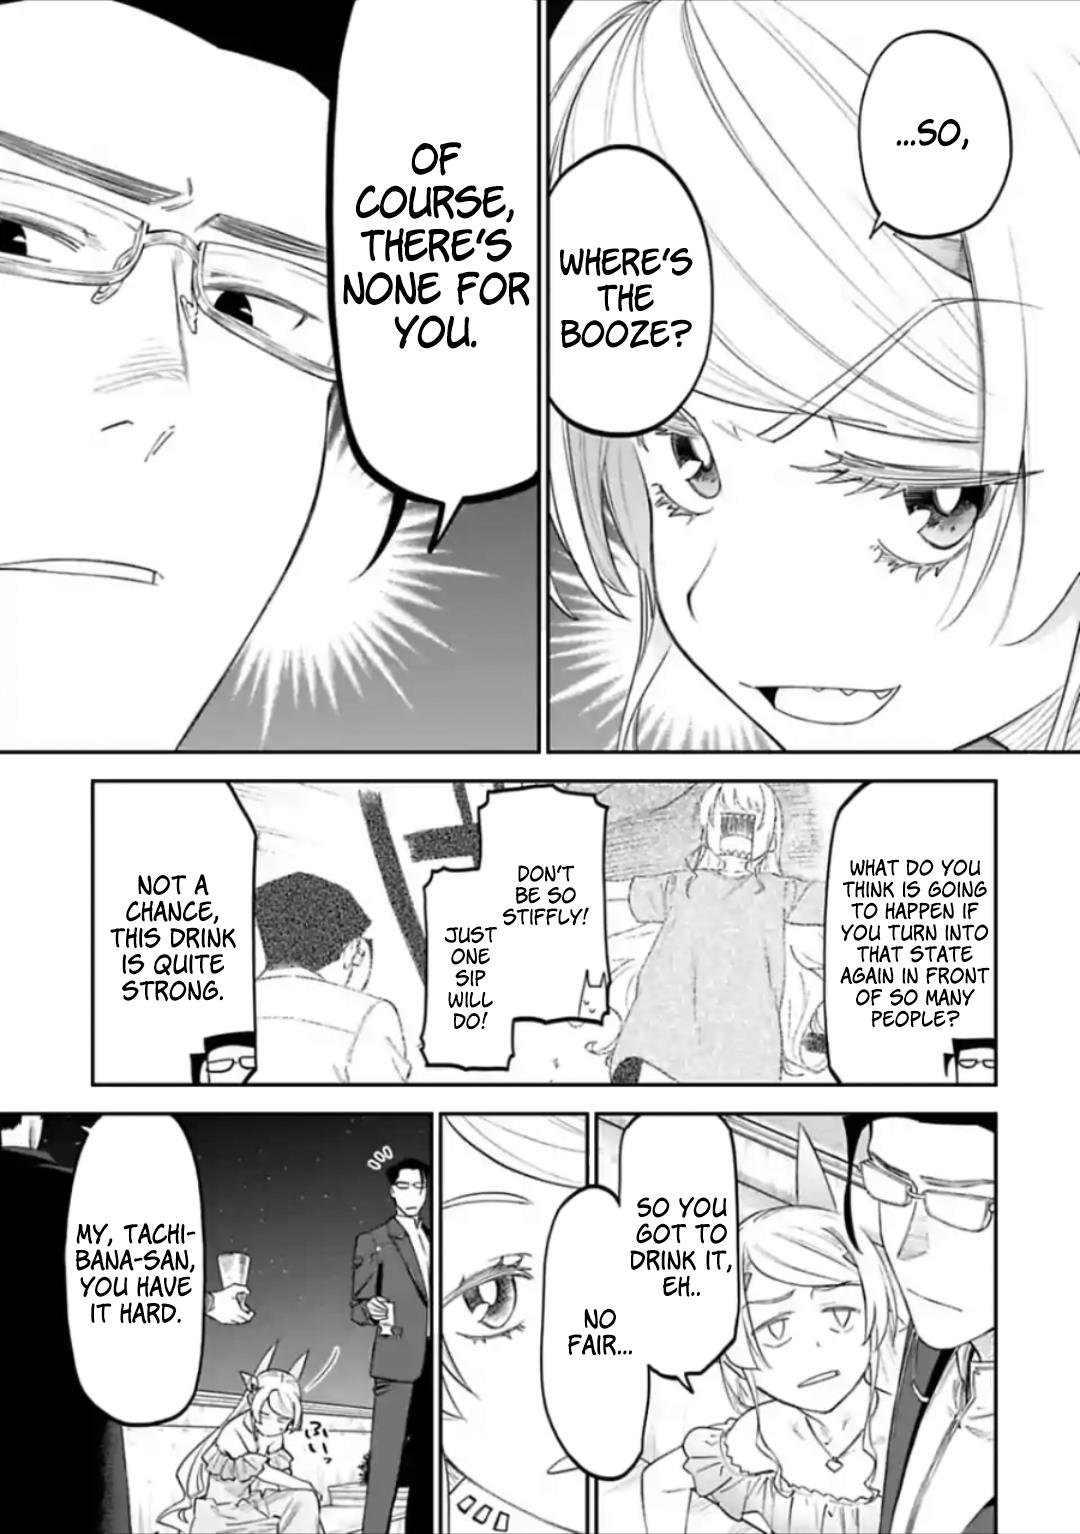 ...SO,
WHERE'S
THE
BOOZE?
OF
COURSE,
THERE'S
NONE FOR
YOU.
WHAT DO YOU
THINK IS GOING
TO HAPPEN IF
YOU TURN INTO
THAT STATE
AGAIN IN FRONT
OF SO MANY
PEOPLE?
DON'T
BE SO
STIFFLY!
JUST
ONE
SIP
WILL
DO!
NOT A
CHANCE,
THIS DRINK
IS QUITE
STRONG.
SO YOU
GOT TO
DRINK IT,
EH..
NO
FAIR...
MY, TACHI-
BANA-SAN,
YOU HAVE
IT HARD.
ふぃ〜っ